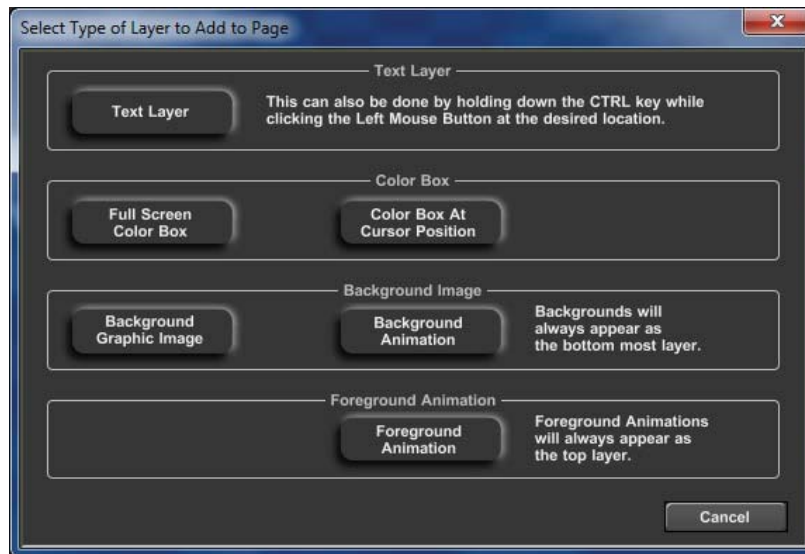 Select Type of Layer to Add to Page
Text Layer
Text Layer
This can also be done by holding down the CTRL key while
clicking the Left Mouse Button at the desired location.
Color Box
Full Screen
Color Box
Color Box At
Cursor Position
Background Image
Background
Graphic Image
Background
Animation
Backgrounds will
always appear as
the bottom most layer.
Foreground Animation
Foreground
Animation
Foreground Animations
will always appear as
the top layer.
Cancel